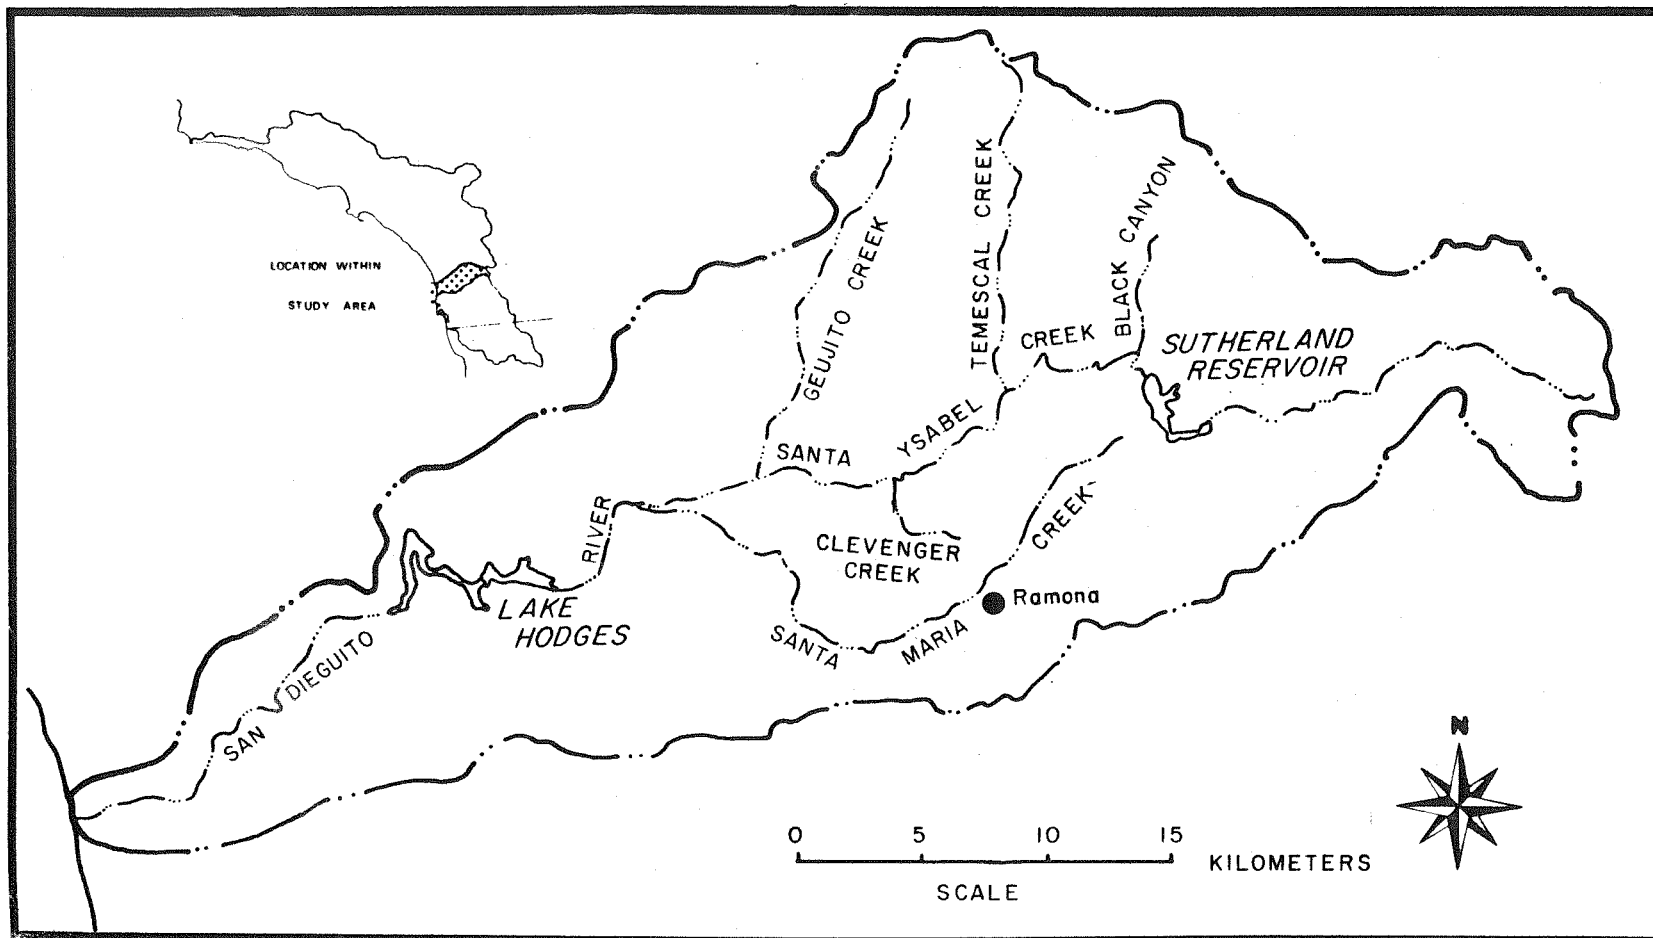 LOCATION WITHIN
STUDY AREA
GEUJITO CREEK
TEMESCAL CREEK
BLACK CANYON
SUTHERLAND
RESERVOIR
SANTA YSABEL CREEK
CLEVENGER
CREEK
SANTA MARIA CREEK
Ramona
LAKE
HODGES
SAN DIEGUITO RIVER
N
0 5 10 15
KILOMETERS
SCALE